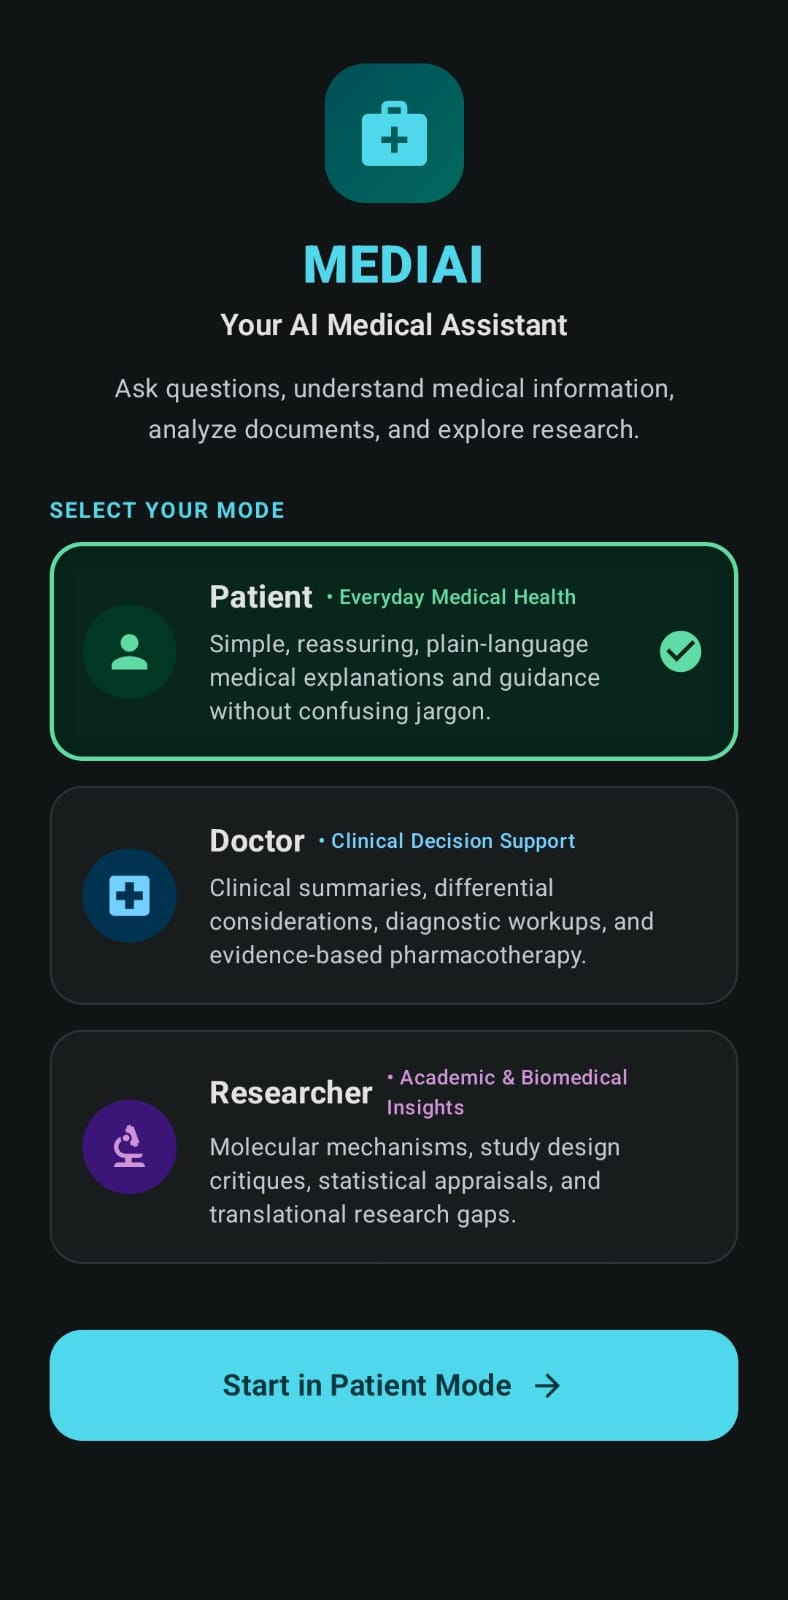 MEDIAI
Your AI Medical Assistant
Ask questions, understand medical information,
analyze documents, and explore research.
SELECT YOUR MODE
Patient • Everyday Medical Health
Simple, reassuring, plain-language
medical explanations and guidance
without confusing jargon.
Doctor • Clinical Decision Support
Clinical summaries, differential
considerations, diagnostic workups, and
evidence-based pharmacotherapy.
Researcher • Academic & Biomedical
Insights
Molecular mechanisms, study design
critiques, statistical appraisals, and
translational research gaps.
Start in Patient Mode →